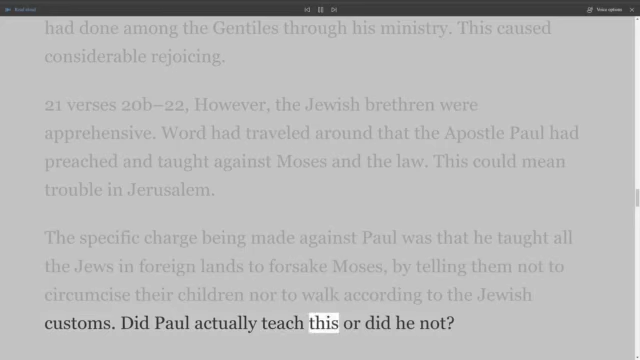 Read aloud
Voice options
had done among the Gentiles through his ministry. This caused
considerable rejoicing.
21 verses 20b–22, However, the Jewish brethren were
apprehensive. Word had traveled around that the Apostle Paul had
preached and taught against Moses and the law. This could mean
trouble in Jerusalem.
The specific charge being made against Paul was that he taught all
the Jews in foreign lands to forsake Moses, by telling them not to
circumcise their children nor to walk according to the Jewish
customs. Did Paul actually teach this or did he not?